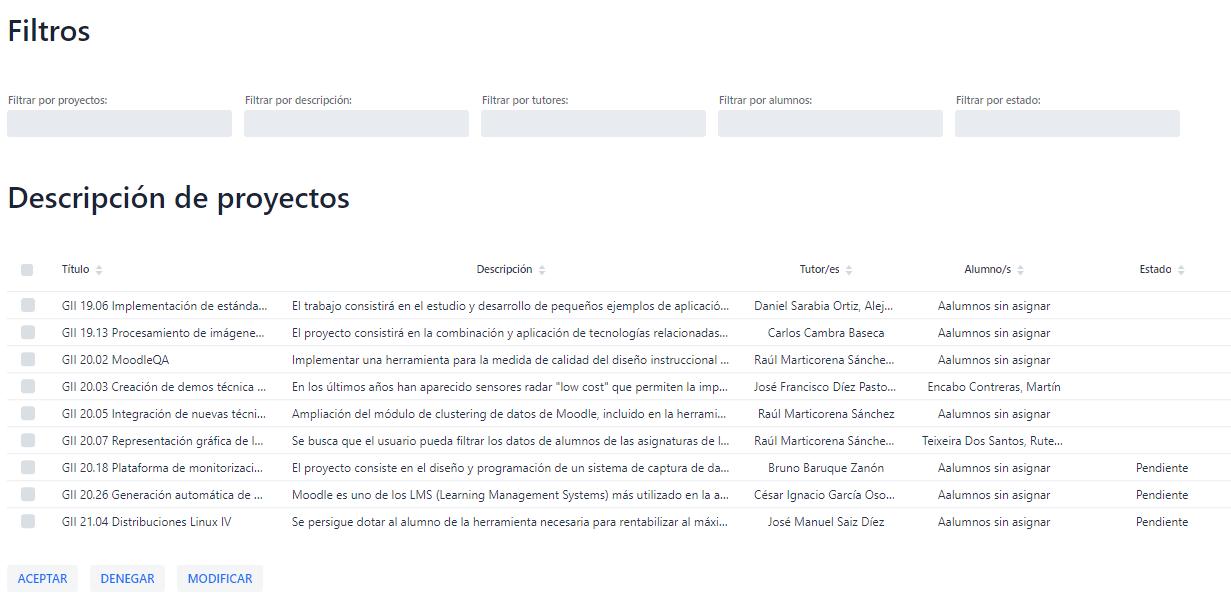 Filtros
Filtrar por proyectos: Filtrar por descripción: Filtrar por tutores: Filtrar por alumnos: Filtrar por estado:
Descripción de proyectos
Título Descripción Tutor/es Alumno/s Estado
GII 19.06 Implementación de estánda... El trabajo consistirá en el estudio y desarrollo de pequeños ejemplos de aplicació... Daniel Sarabia Ortiz, Alej... Aalumnos sin asignar
GII 19.13 Procesamiento de imágene... El proyecto consistirá en la combinación y aplicación de tecnologías relacionadas... Carlos Cambra Baseca Aalumnos sin asignar
GII 20.02 MoodleQA Implementar una herramienta para la medida de calidad del diseño instruccional ... Raúl Marticorena Sánche... Aalumnos sin asignar
GII 20.03 Creación de demos técnica ... En los últimos años han aparecido sensores radar "low cost" que permiten la imp... José Francisco Díez Pasto... Encabo Contreras, Martín
GII 20.05 Integración de nuevas técni... Ampliación del módulo de clustering de datos de Moodle, incluido en la herrami... Raúl Marticorena Sánchez Aalumnos sin asignar
GII 20.07 Representación gráfica de l... Se busca que el usuario pueda filtrar los datos de alumnos de las asignaturas de l... Raúl Marticorena Sánche... Teixeira Dos Santos, Rute...
GII 20.18 Plataforma de monitorizaci... El proyecto consiste en el diseño y programación de un sistema de captura de da... Bruno Baruque Zanón Aalumnos sin asignar Pendiente
GII 20.26 Generación automática de ... Moodle es uno de los LMS (Learning Management Systems) más utilizado en la a... César Ignacio García Oso... Aalumnos sin asignar Pendiente
GII 21.04 Distribuciones Linux IV Se persigue dotar al alumno de la herramienta necesaria para rentabilizar al máxi... José Manuel Saiz Díez Aalumnos sin asignar Pendiente
ACEPTAR DENEGAR MODIFICAR